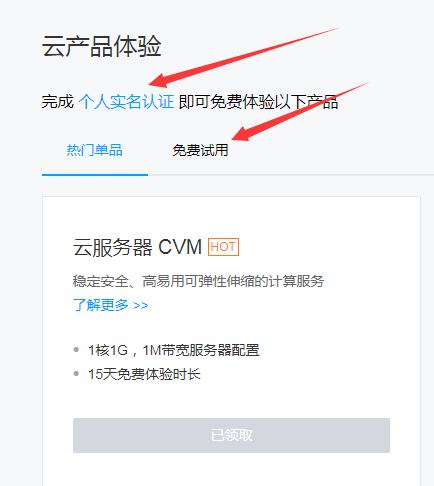 云产品体验
完成 个人实名认证 即可免费体验以下产品
热门单品 免费试用
云服务器 CVM HOT
稳定安全、高易用可弹性伸缩的计算服务
了解更多 >>
1核1G，1M带宽服务器配置
15天免费体验时长
已领取